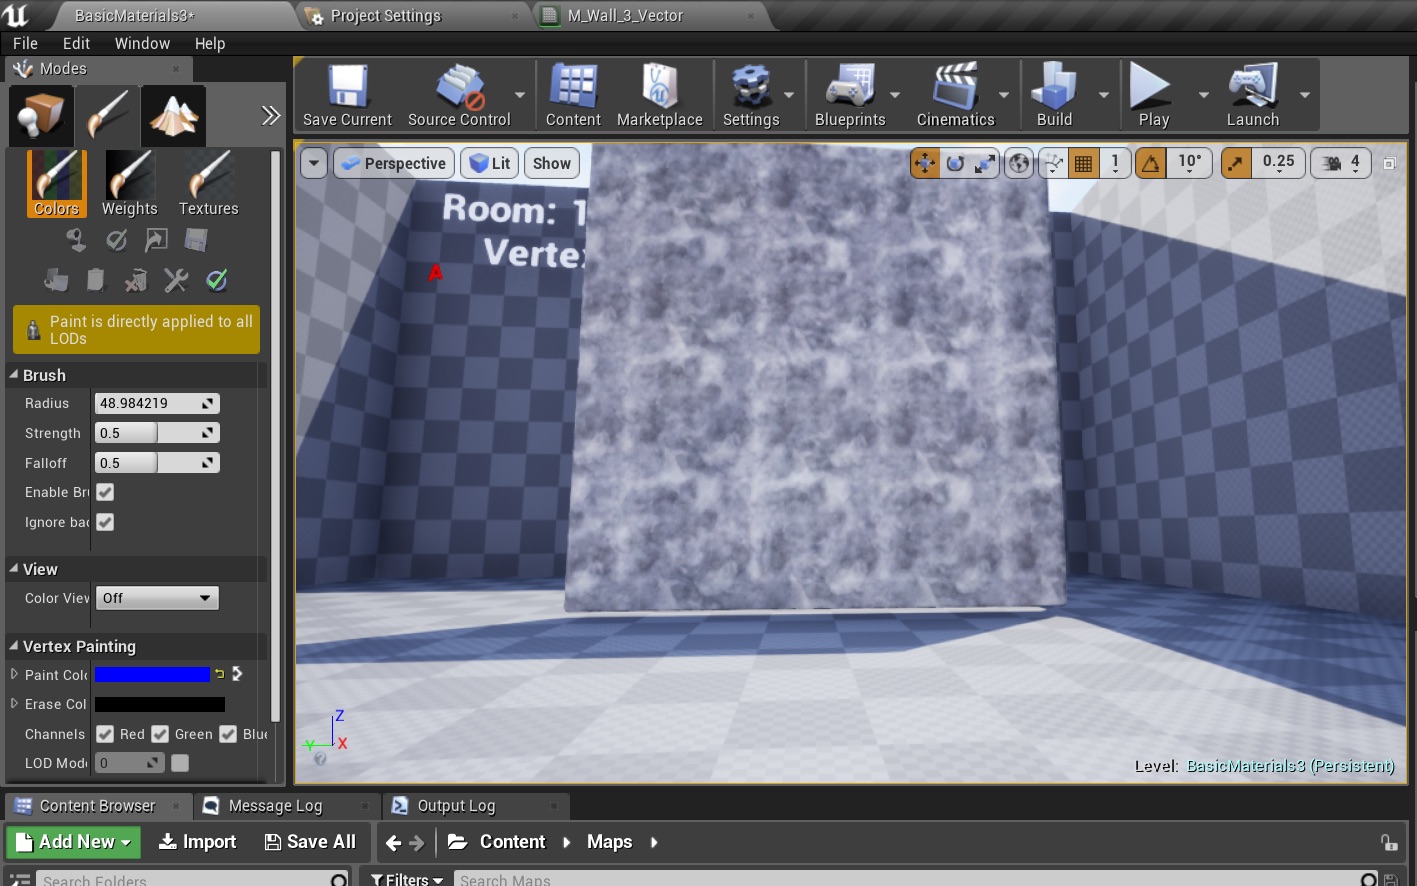 BasicMaterials3*
Project Settings
M_Wall_3_Vector
File Edit Window Help
Modes
Save Current
Source Control
Content
Marketplace
Settings
Blueprints
Cinematics
Build
Play
Launch
Colors
Weights
Textures
Perspective
Lit
Show
1
10°
0.25
4
Room: 1
Vertex
A
Paint is directly applied to all
LODs
Brush
Radius 48.984219
Strength 0.5
Falloff 0.5
Enable Br
Ignore bac
View
Color View Off
Vertex Painting
Paint Colo
Erase Col
Channels Red Green Blue
LOD Mode 0
Z
Y X
Level: BasicMaterials3 (Persistent)
Content Browser
Message Log
Output Log
Add New
Import
Save All
Content
Maps
Search Folders
Filters
Search Maps